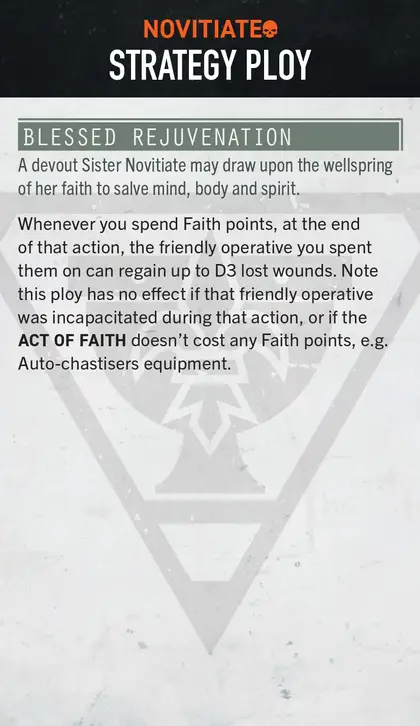 NOVITIATE
STRATEGY PLOY
BLESSED REJUVENATION
A devout Sister Novitiate may draw upon the wellspring
of her faith to salve mind, body and spirit.
Whenever you spend Faith points, at the end
of that action, the friendly operative you spent
them on can regain up to D3 lost wounds. Note
this ploy has no effect if that friendly operative
was incapacitated during that action, or if the
ACT OF FAITH doesn’t cost any Faith points, e.g.
Auto-chastisers equipment.